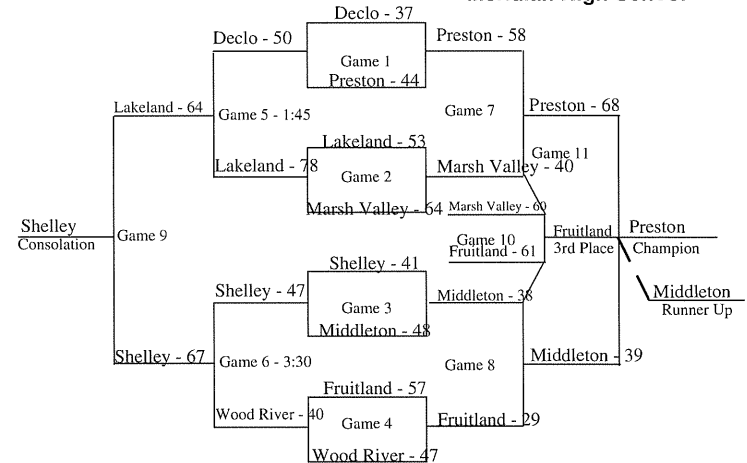 Declo - 37
Declo - 50
Preston - 58
Game 1
Preston - 44
Lakeland - 64
Game 5 - 1:45
Game 7
Preston - 68
Lakeland - 53
Game 11
Lakeland - 78
Game 2
Marsh Valley - 40
Marsh Valley - 64
Marsh Valley - 60
Shelley
Consolation
Game 9
Game 10
Fruitland - 61
Fruitland
3rd Place
Preston
Champion
Shelley - 41
Shelley - 47
Game 3
Middleton - 38
Middleton - 48
Middleton
Runner Up
Shelley - 67
Game 6 - 3:30
Game 8
Middleton - 39
Fruitland - 57
Wood River - 40
Game 4
Fruitland - 29
Wood River - 47